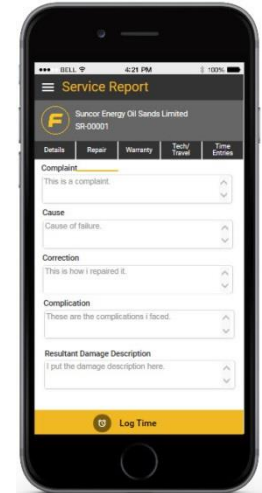 BELL 4:21 PM 100%
Service Report
F Suncor Energy Oil Sands Limited
SR-00001
Details Repair Warranty Tech/ Time
Travel Entries
Complaint
This is a complaint.
Cause
Cause of failure.
Correction
This is how i repaired it.
Complication
These are the complications i faced.
Resultant Damage Description
I put the damage description here.
Log Time